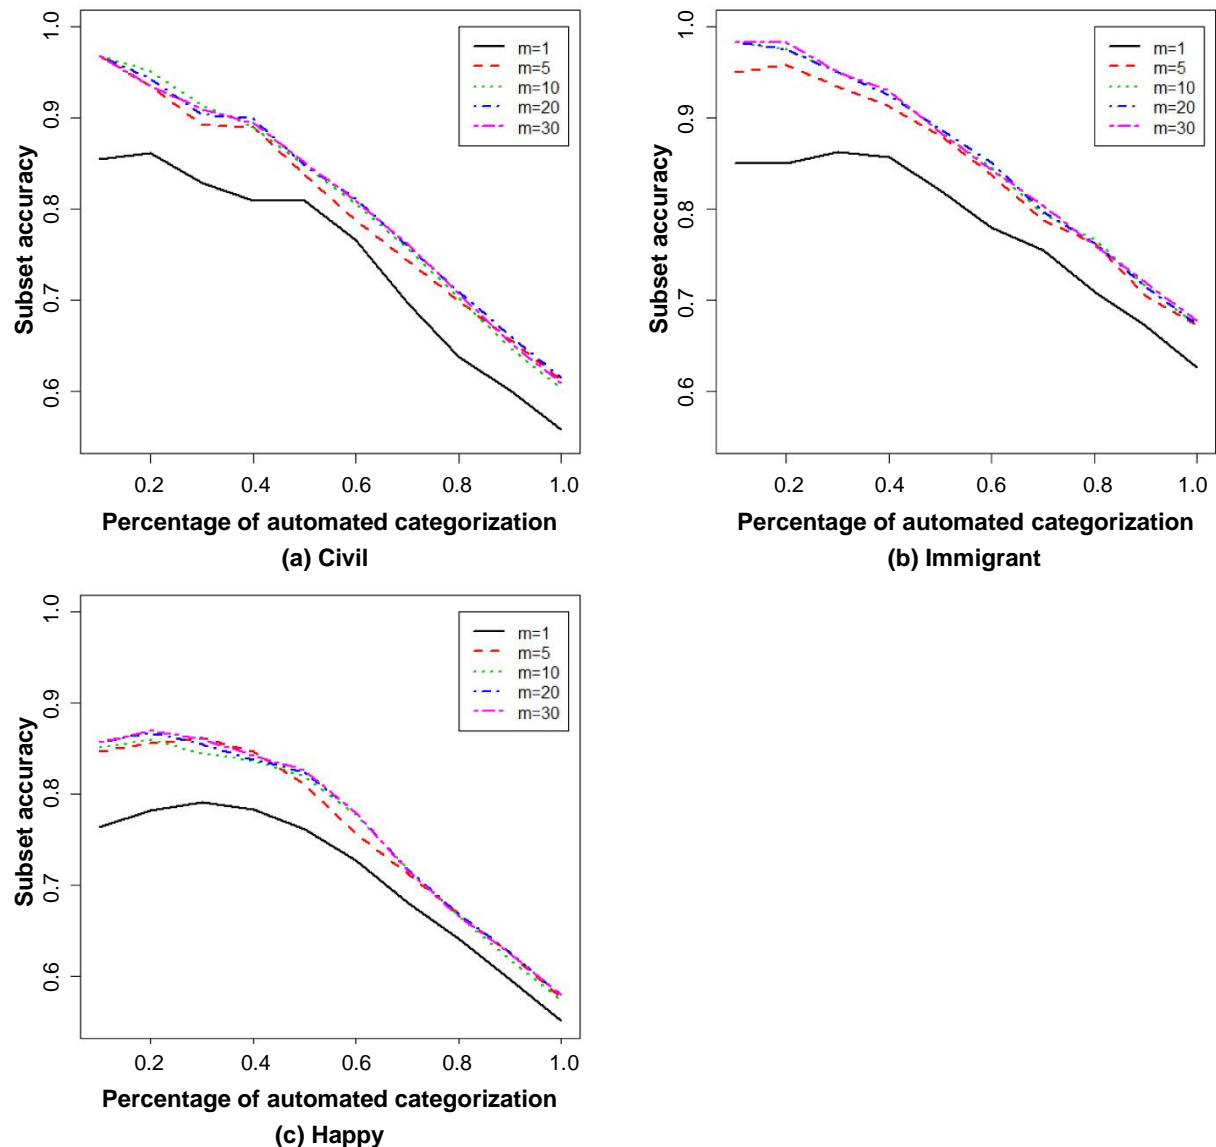 1.0
0.9
0.8
0.7
0.6
Subset accuracy
m=1
m=5
m=10
m=20
m=30
0.2 0.4 0.6 0.8 1.0
Percentage of automated categorization
(a) Civil
1.0
0.9
0.8
0.7
0.6
Subset accuracy
m=1
m=5
m=10
m=20
m=30
0.2 0.4 0.6 0.8 1.0
Percentage of automated categorization
(b) Immigrant
1.0
0.9
0.8
0.7
0.6
Subset accuracy
m=1
m=5
m=10
m=20
m=30
0.2 0.4 0.6 0.8 1.0
Percentage of automated categorization
(c) Happy